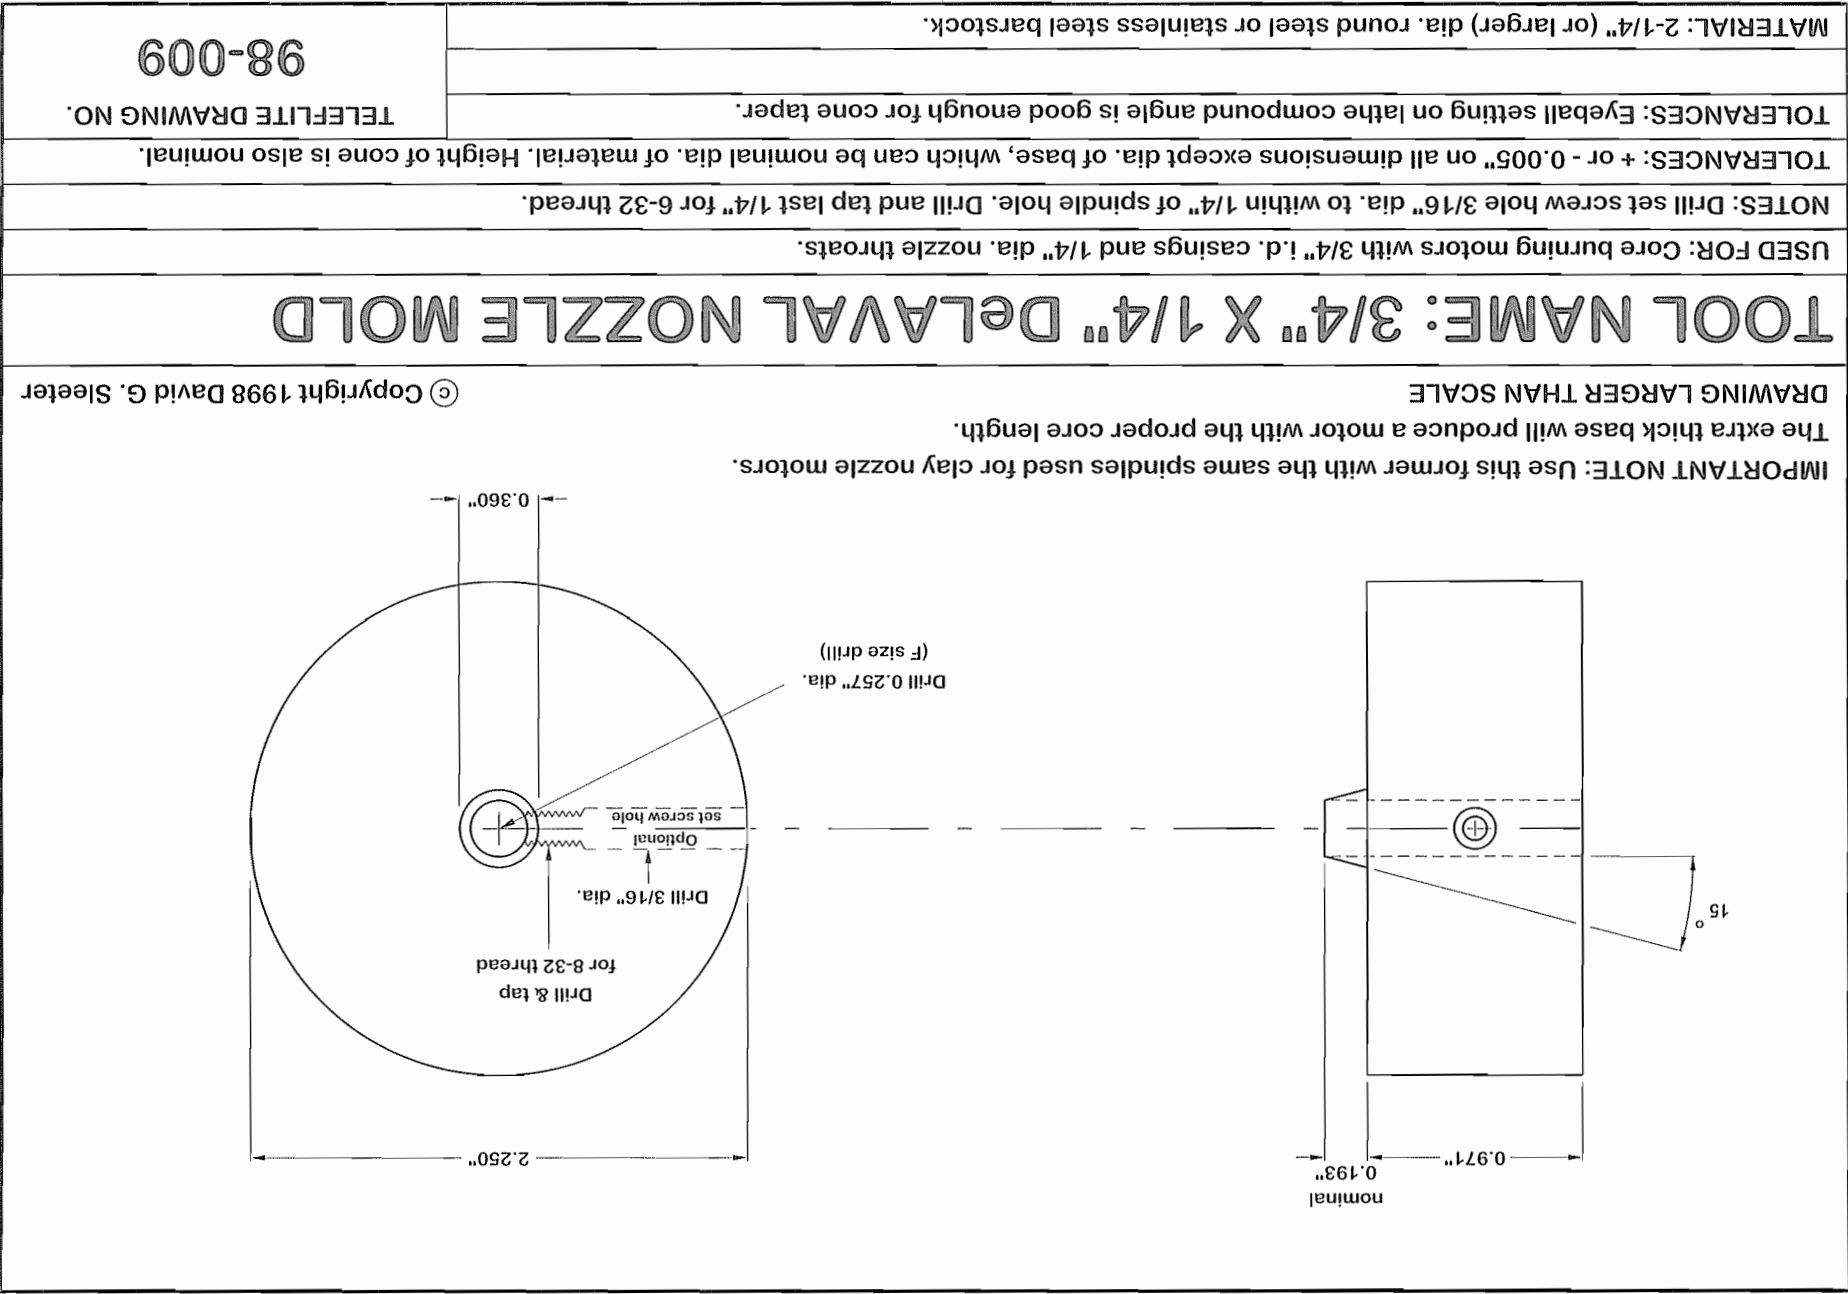 nominal
0.193"
0.971"
2.250"
15°
Drill & tap
for 8-32 thread
Drill 3/16" dia.
Optional
set screw hole
Drill 0.257" dia.
(F size drill)
0.360"
IMPORTANT NOTE: Use this former with the same spindles used for clay nozzle motors.
The extra thick base will produce a motor with the proper core length.
DRAWING LARGER THAN SCALE
© Copyright 1998 David G. Sleeter
TOOL NAME: 3/4" X 1/4" DeLAVAL NOZZLE MOLD
USED FOR: Core burning motors with 3/4" i.d. casings and 1/4" dia. nozzle throats.
NOTES: Drill set screw hole 3/16" dia. to within 1/4" of spindle hole. Drill and tap last 1/4" for 6-32 thread.
TOLERANCES: + or - 0.005" on all dimensions except dia. of base, which can be nominal dia. of material. Height of cone is also nominal.
TOLERANCES: Eyeball setting on lathe compound angle is good enough for cone taper.
MATERIAL: 2-1/4" (or larger) dia. round steel or stainless steel barstock.
TELEFLITE DRAWING NO.
98-009